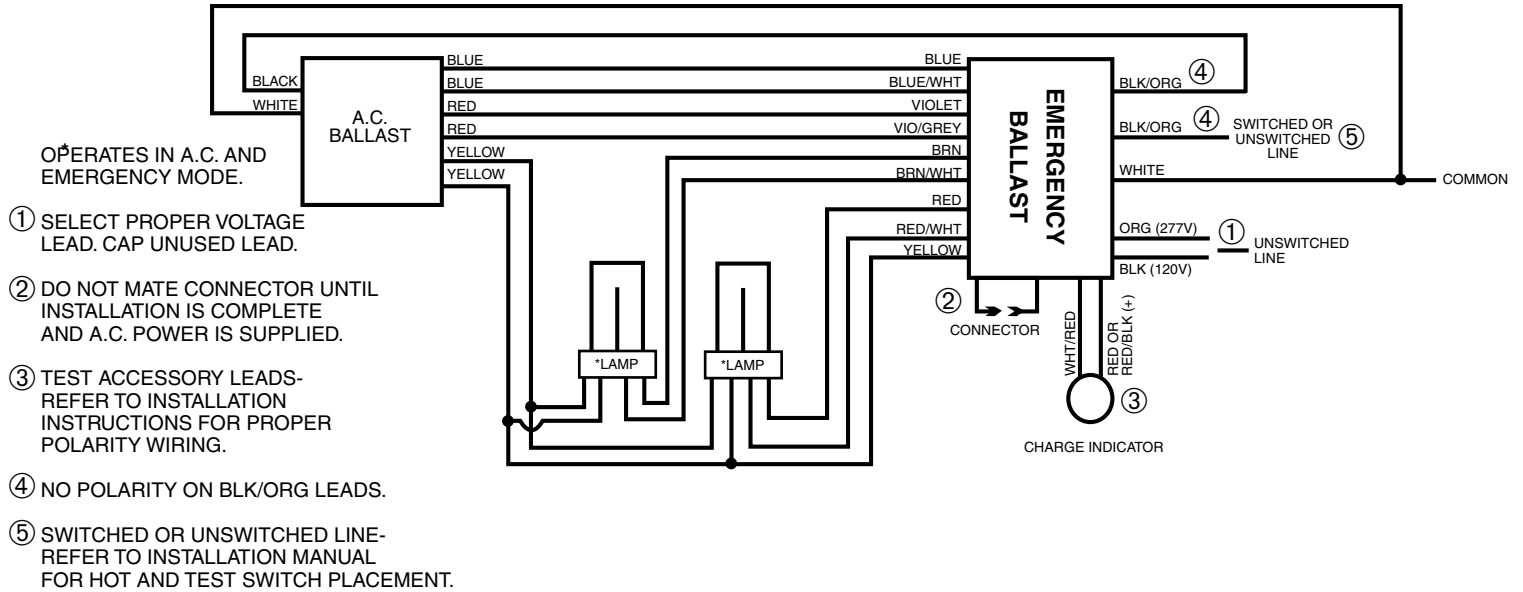 BLACK
WHITE
A.C.
BALLAST
BLUE
BLUE
RED
RED
YELLOW
YELLOW
BLUE
BLUE/WHT
VIOLET
VIO/GREY
BRN
BRN/WHT
RED
RED/WHT
YELLOW
EMERGENCY
BALLAST
BLK/ORG ④
BLK/ORG ④ SWITCHED OR
UNSWITCHED ⑤
LINE
WHITE
COMMON
ORG (277V) ① UNSWITCHED
LINE
BLK (120V)
②
CONNECTOR
WHT/RED
RED OR
RED/BLK (+)
③
CHARGE INDICATOR
*LAMP
*LAMP
* OPERATES IN A.C. AND
EMERGENCY MODE.
① SELECT PROPER VOLTAGE
LEAD. CAP UNUSED LEAD.
② DO NOT MATE CONNECTOR UNTIL
INSTALLATION IS COMPLETE
AND A.C. POWER IS SUPPLIED.
③ TEST ACCESSORY LEADS-
REFER TO INSTALLATION
INSTRUCTIONS FOR PROPER
POLARITY WIRING.
④ NO POLARITY ON BLK/ORG LEADS.
⑤ SWITCHED OR UNSWITCHED LINE-
REFER TO INSTALLATION MANUAL
FOR HOT AND TEST SWITCH PLACEMENT.